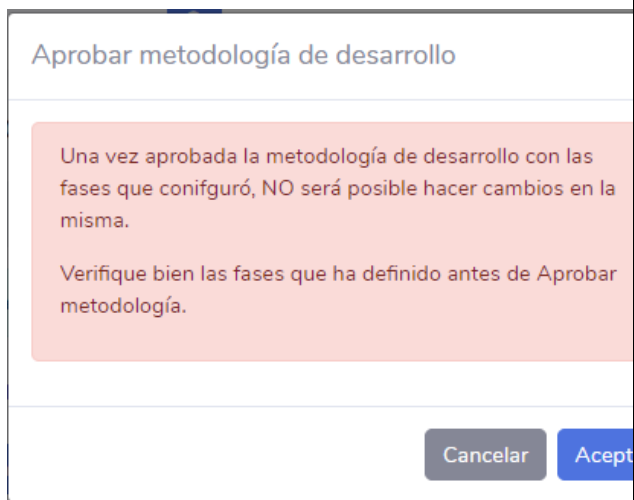 Aprobar metodología de desarrollo
Una vez aprobada la metodología de desarrollo con las
fases que conifguró, NO será posible hacer cambios en la
misma.
Verifique bien las fases que ha definido antes de Aprobar
metodología.
Cancelar
Acept